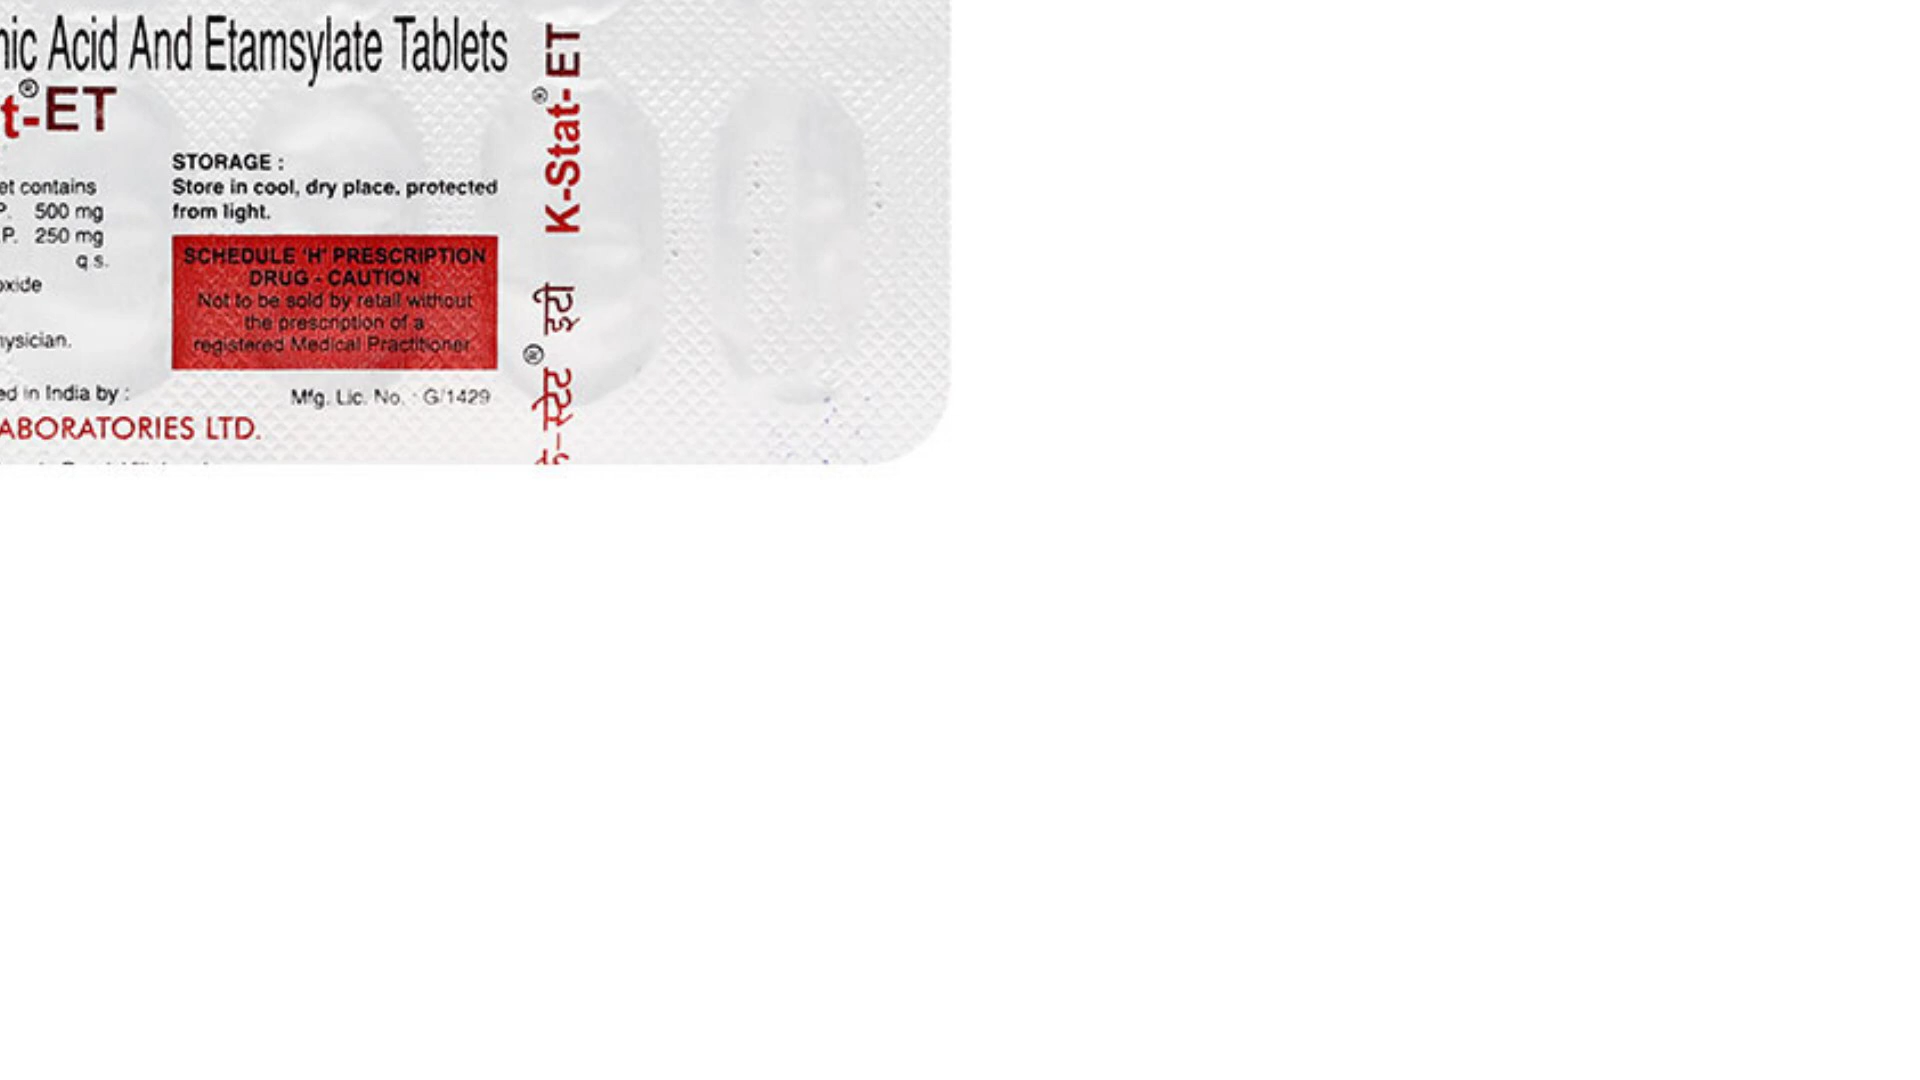 nic Acid And Etamsylate Tablets
t®-ET
STORAGE :
Store in cool, dry place, protected
from light.
et contains
P. 500 mg
.P. 250 mg
q.s.
oxide
ysician.
SCHEDULE 'H' PRESCRIPTION
DRUG - CAUTION
Not to be sold by retail without
the prescription of a
registered Medical Practitioner.
ed in India by :
Mfg. Lic. No. : G/1429
ABORATORIES LTD.
K-Stat®-ET
-स्टेट® इटी